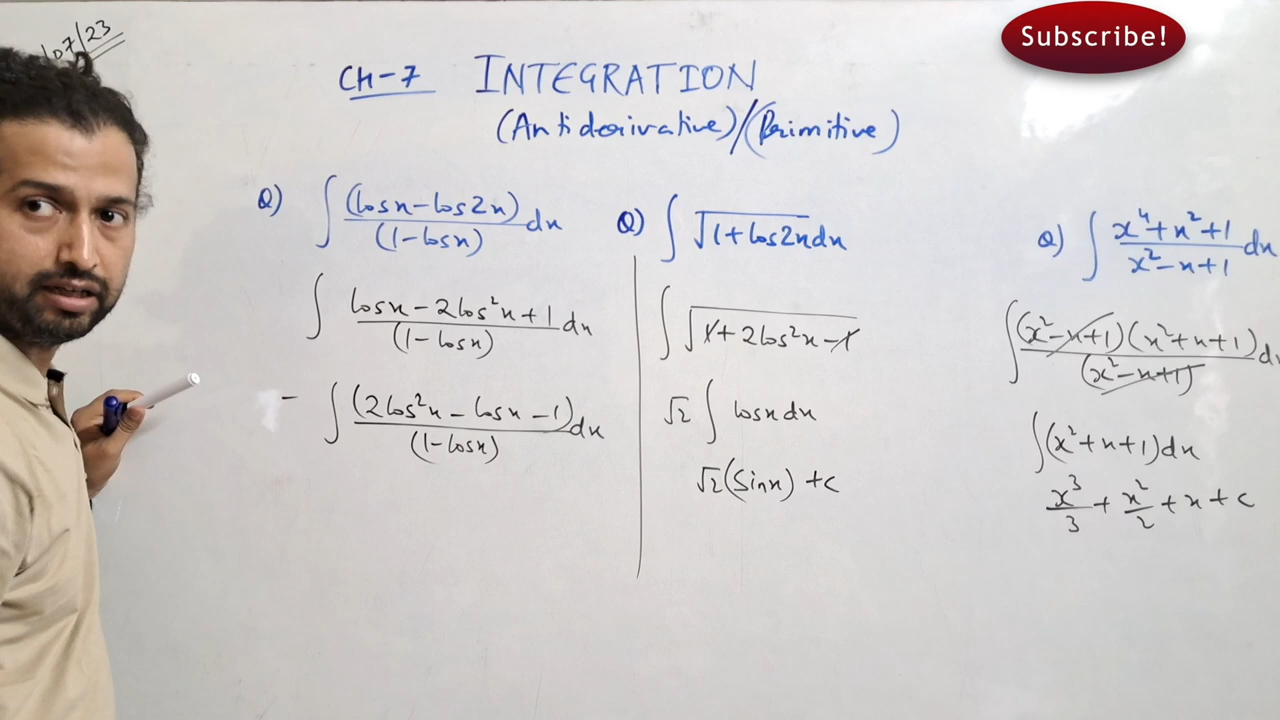 /07/23
Subscribe!
CH-7 INTEGRATION
(Antiderivative)/(Primitive)
Q) ∫ (cosx-cos2x)/(1-cosx) dx
∫ (cosx-2cos²x+1)/(1-cosx) dx
- ∫ (2cos²x-cosx-1)/(1-cosx) dx
Q) ∫ √(1+cos2x) dx
∫ √(1+2cos²x-1)
√2 ∫ cosx dx
√2(Sinx)+c
Q) ∫ (x⁴+x²+1)/(x²-x+1) dx
∫ (x²-x+1)(x²+x+1)/(x²-x+1) dx
∫(x²+x+1)dx
x³/3 + x²/2 + x + c